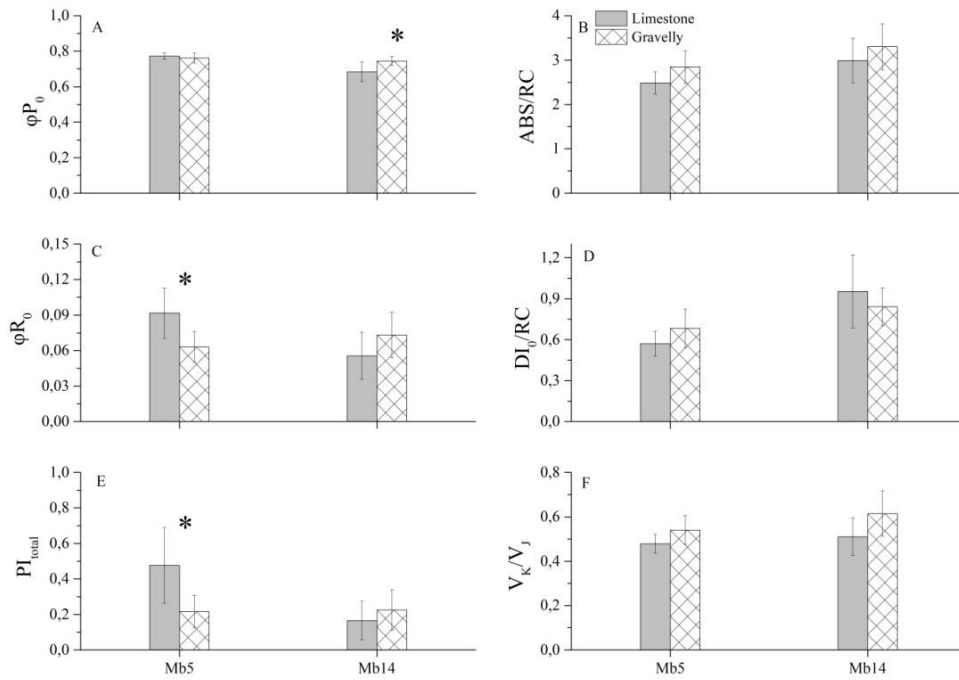 A
φP₀
1,0
0,8
0,6
0,4
0,2
0,0
*
B
Limestone
Gravelly
ABS/RC
4
3
2
1
0
C
φR₀
0,15
0,12
0,09
0,06
0,03
0,00
*
D
DI₀/RC
1,2
0,9
0,6
0,3
0,0
E
PI_total
1,0
0,8
0,6
0,4
0,2
0,0
*
Mb5
Mb14
F
V_K/V_J
0,8
0,6
0,4
0,2
0,0
Mb5
Mb14